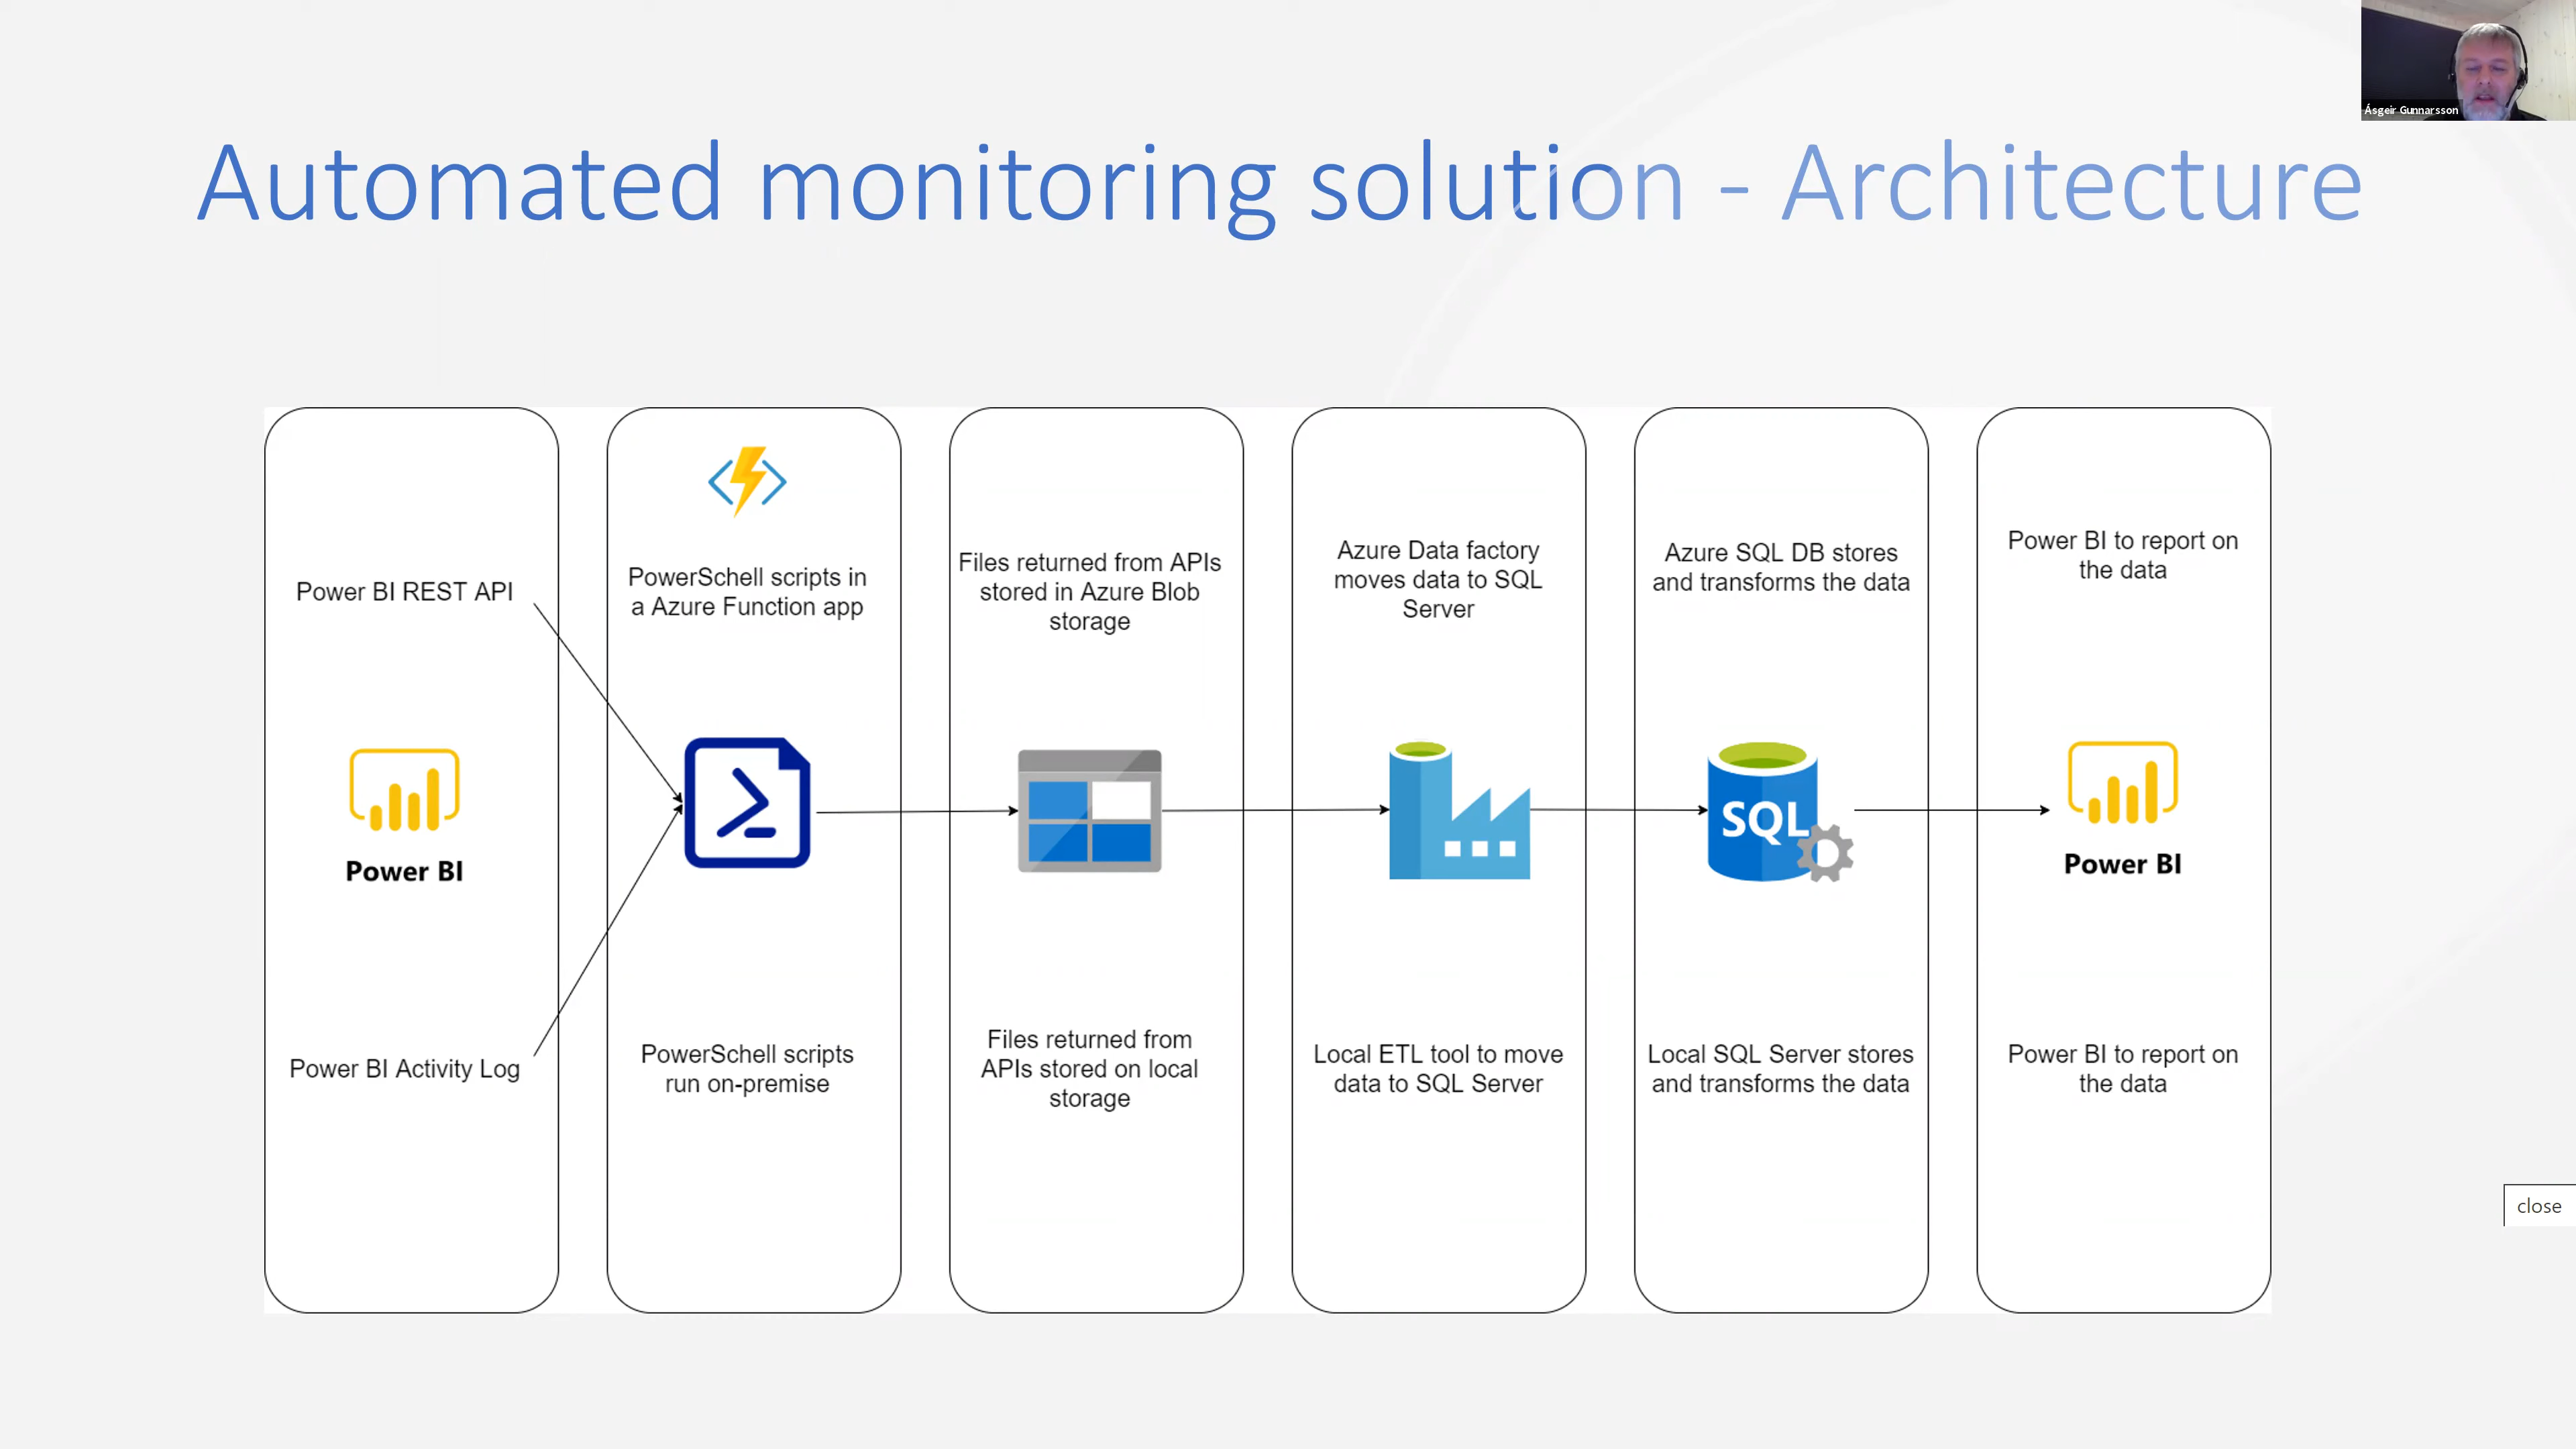 Ásgeir Gunnarsson
Automated monitoring solution - Architecture
Power BI REST API
Power BI
Power BI Activity Log
PowerSchell scripts in
a Azure Function app
PowerSchell scripts
run on-premise
Files returned from APIs
stored in Azure Blob
storage
Files returned from
APIs stored on local
storage
Azure Data factory
moves data to SQL
Server
Local ETL tool to move
data to SQL Server
Azure SQL DB stores
and transforms the data
SQL
Local SQL Server stores
and transforms the data
Power BI to report on
the data
Power BI
Power BI to report on
the data
close